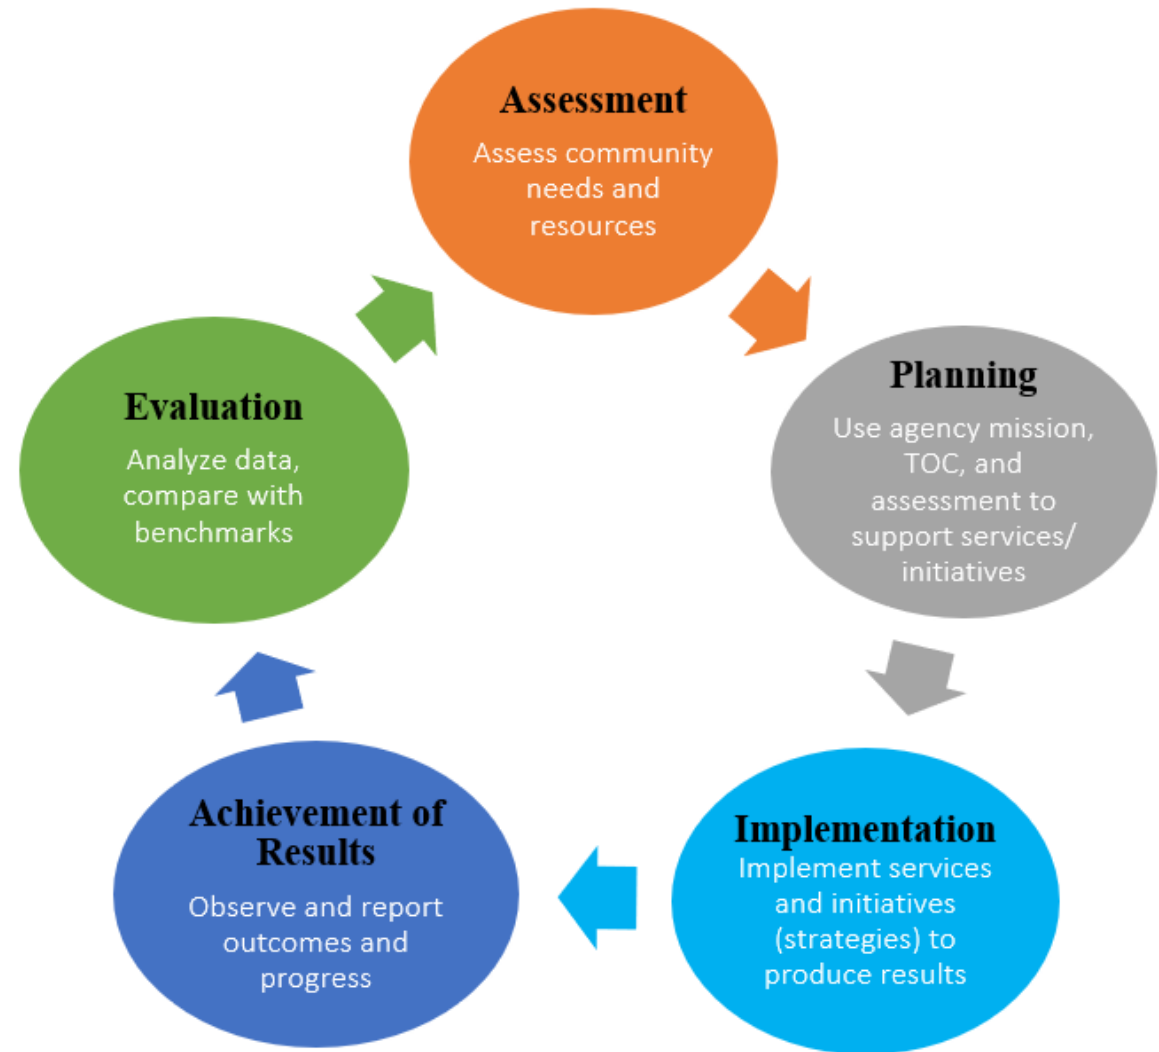 Assessment
Assess community
needs and
resources
Planning
Use agency mission,
TOC, and
assessment to
support services/
initiatives
Implementation
Implement services
and initiatives
(strategies) to
produce results
Achievement of
Results
Observe and report
outcomes and
progress
Evaluation
Analyze data,
compare with
benchmarks